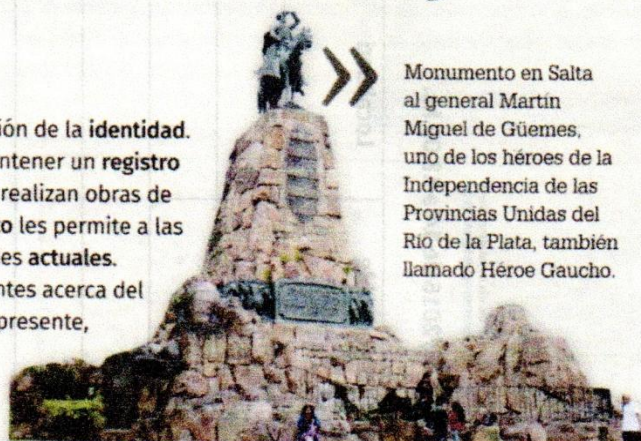 ión de la identidad.
ntener un registro
realizan obras de
o les permite a las
es actuales.
ntes acerca del
presente,
Monumento en Salta
al general Martín
Miguel de Güemes,
uno de los héroes de la
Independencia de las
Provincias Unidas del
Río de la Plata, también
llamado Héroe Gaucho.